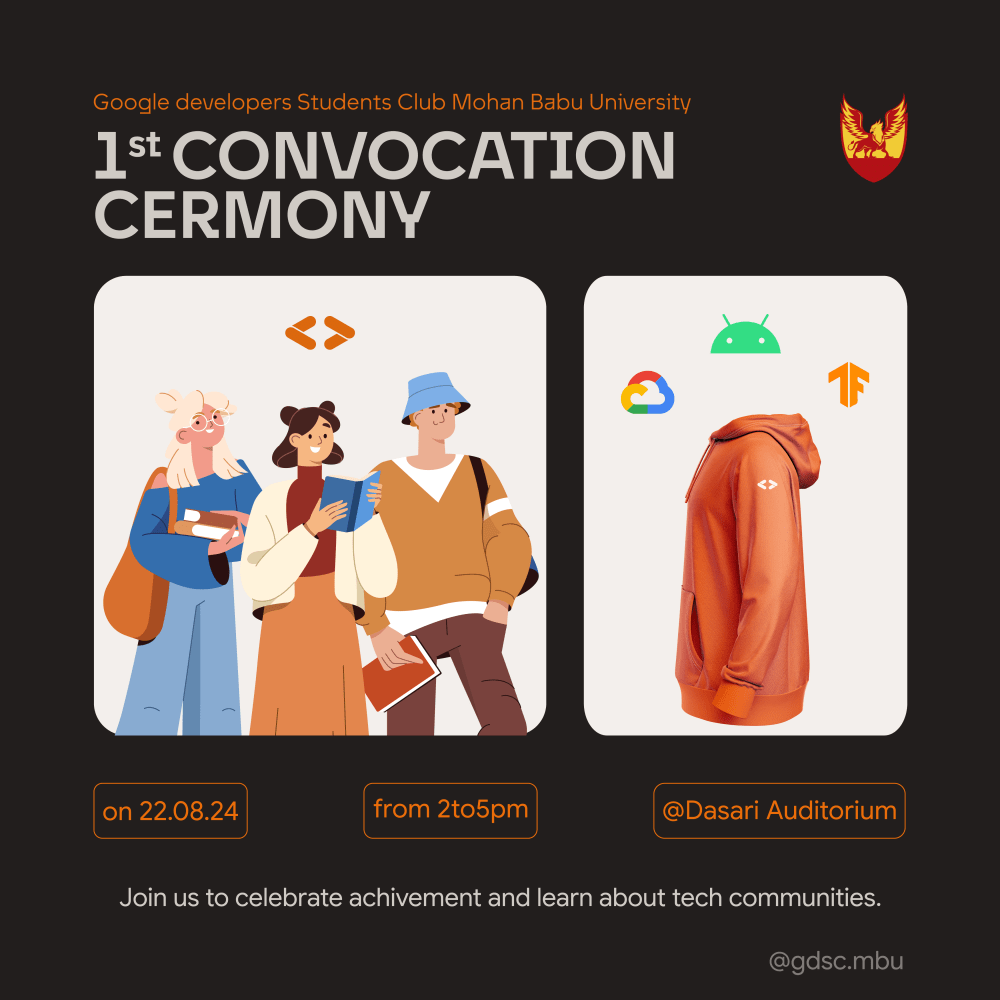 Google developers Students Club Mohan Babu University
1st CONVOCATION
CERMONY
on 22.08.24
from 2to5pm
@Dasari Auditorium
Join us to celebrate achivement and learn about tech communities.
@gdsc.mbu